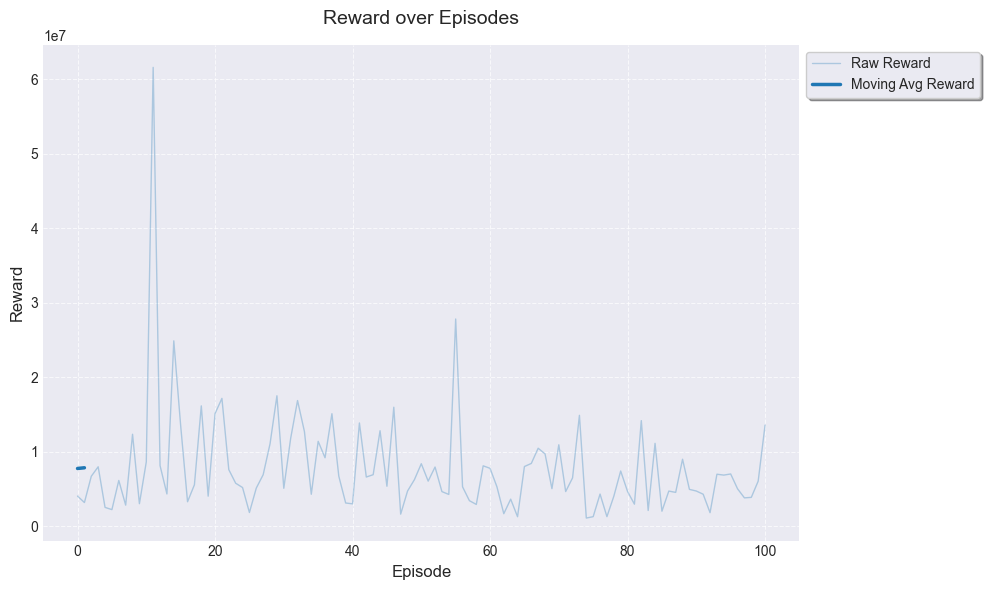 Reward over Episodes
1e7
Raw Reward
Moving Avg Reward
6
5
4
3
2
1
0
Reward
0 20 40 60 80 100
Episode